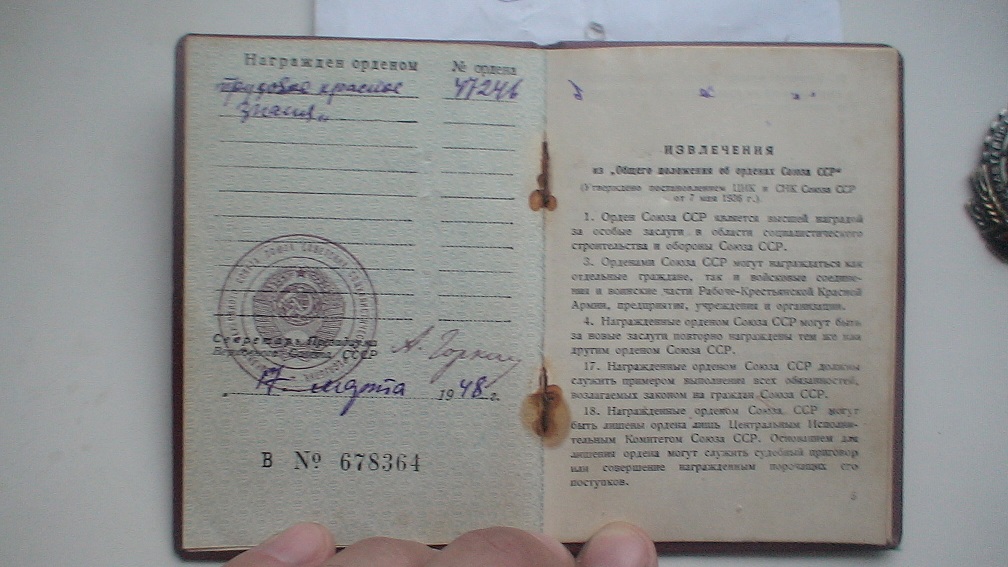 Награжден орденом
№ ордена
Трудовое красное
47246
знамя
Секретарь Президиума
Верховного Совета СССР
А. Горкин
17 марта 1948 г.
В № 678364
ИЗВЛЕЧЕНИЯ
из „Общего положения об орденах Союза ССР“
(Утверждено постановлением ЦИК и СНК Союза ССР
от 7 мая 1936 г.).
1. Орден Союза ССР является высшей наградой
за особые заслуги в области социалистического
строительства и обороны Союза ССР.
3. Орденами Союза ССР могут награждаться как
отдельные граждане, так и войсковые соедине-
ния и воинские части Рабоче-Крестьянской Красной
Армии, предприятия, учреждения и организации.
4. Награжденные орденом Союза ССР могут быть
за новые заслуги повторно награждены тем же или
другим орденом Союза ССР.
17. Награжденные орденом Союза ССР должны
служить примером выполнения всех обязанностей,
возлагаемых законом на граждан Союза ССР.
18. Награжденные орденом Союза ССР могут
быть лишены ордена лишь Центральным Исполни-
тельным Комитетом Союза ССР. Основанием для
лишения ордена могут служить судебный приговор
или совершение награжденным порочащих его
поступков.